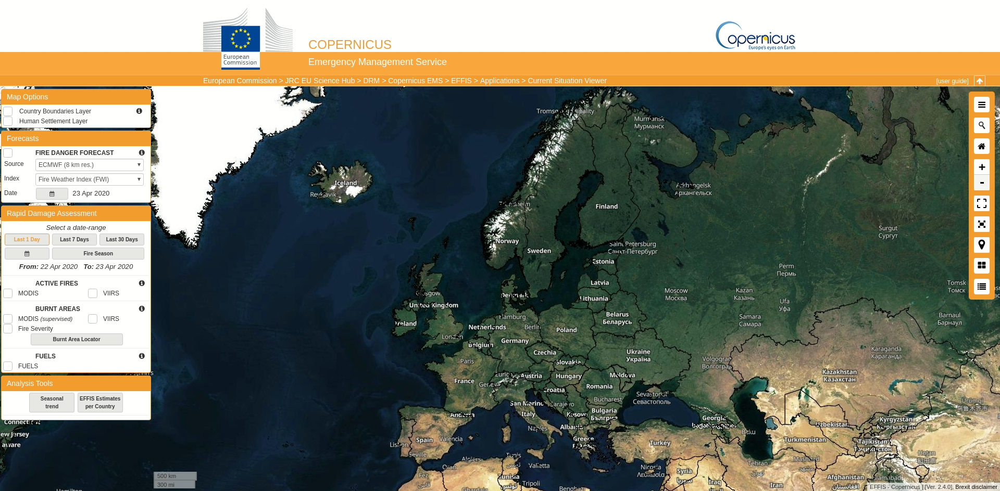 European
Commission
COPERNICUS
Emergency Management Service
opernicus
Europe's eyes on Earth
European Commission > JRC EU Science Hub > DRM > Copernicus EMS > EFFIS > Applications > Current Situation Viewer
[user guide]
Map Options
Country Boundaries Layer
Human Settlement Layer
Forecasts
FIRE DANGER FORECAST
Source ECMWF (8 km res.)
Index Fire Weather Index (FWI)
Date 23 Apr 2020
Rapid Damage Assessment
Select a date-range
Last 1 Day Last 7 Days Last 30 Days
Fire Season
From: 22 Apr 2020 To: 23 Apr 2020
ACTIVE FIRES
MODIS VIIRS
BURNT AREAS
MODIS (supervised) VIIRS
Fire Severity
Burnt Area Locator
FUELS
FUELS
Analysis Tools
Seasonal
trend
EFFIS Estimates
per Country
+
-
Murmansk
Мурманск
Iceland
Reykjavik
Arkhangelsk
Архангельск
Trondheim
Finland
Surgut
Сургут
Norway
Sweden
Saint Petersburg
Санкт-Петербург
Estonia
Perm
Пермь
Latvia
Tomsk
Томск
Moscow
Москва
Kazan
Казань
Glasgow
Denmark
Lithuania
Ufa
Уфа
United Kingdom
Hamburg
Belarus
Беларусь
Samara
Самара
Barnaul
Барнаул
Ireland
Netherlands
Berlin
Poland
London
Belgium
Germany
Czechia
Ukraine
Україна
Karaganda
Караганда
Paris
Slovakia
Volgograd
Волгоград
Zurich
Austria
Hungary
Moldova
Kazakhstan
Казахстан
France
Geneva
Croatia
Romania
Sevastopol
Севастополь
San Marino
Sarajevo
Bucharest
Ürümqi
乌鲁木齐市
Andorra
Italy
Kosovo
Bulgaria
България
Georgia
Kyrgyzstan
Кыргызстан
Connecticut
Naples
Albania
Uzbekistan
ew Jersey
Baku
Spain
Valencia
Greece
Ελλάδα
Turkey
Turkmenistan
Tajikistan
Тоҷикистон
aware
Lisbon
Seville
Algiers
Tunis
تونس
Valletta
Tehran
تهران
Mashhad
مشهد
Hotan
和田市
Oran
Nicosia
Λευκωσία
Syria
سوريا
500 km
300 mi
Fez
فاس
Tunisia
تونس
Tripoli
Iraq
Iran
Afghanistan
افغانستان
Islamabad
Hamilton
Ghardaia
Benghazi
EFFIS - Copernicus | [Ver. 2.4.0], Brexit disclaimer